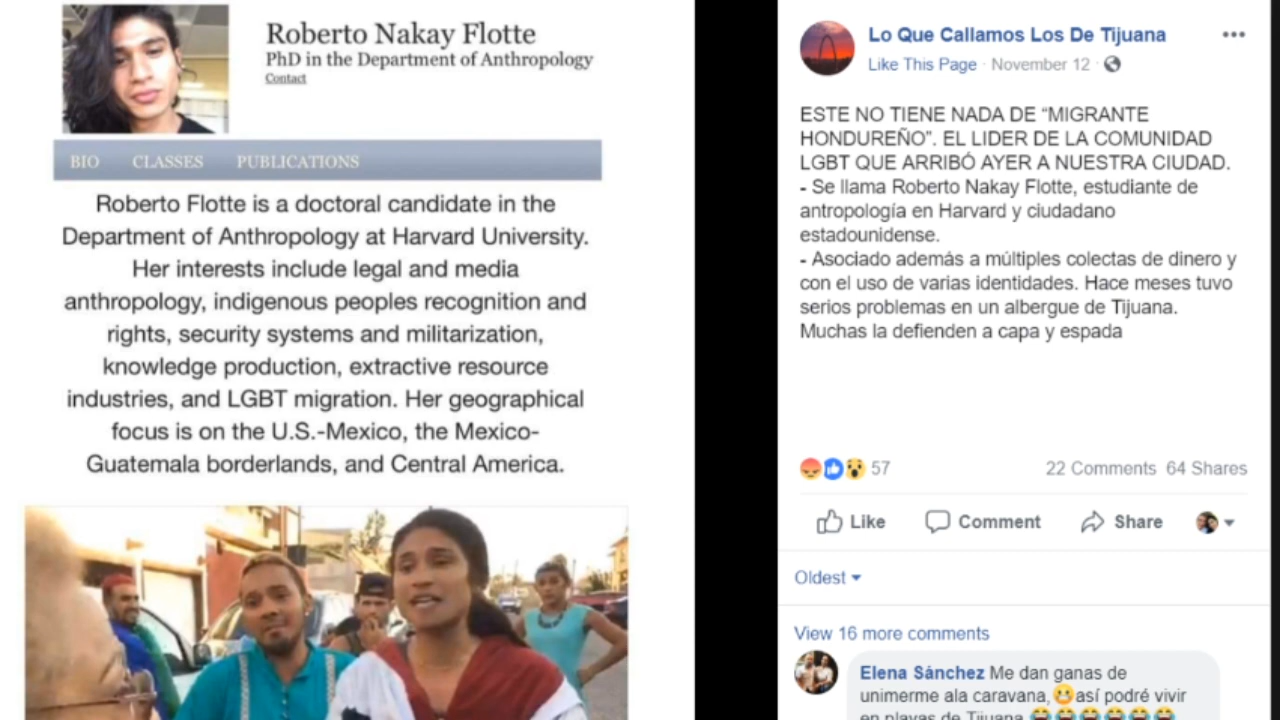 Roberto Nakay Flotte
PhD in the Department of Anthropology
Contact
BIO CLASSES PUBLICATIONS
Roberto Flotte is a doctoral candidate in the
Department of Anthropology at Harvard University.
Her interests include legal and media
anthropology, indigenous peoples recognition and
rights, security systems and militarization,
knowledge production, extractive resource
industries, and LGBT migration. Her geographical
focus is on the U.S.-Mexico, the Mexico-
Guatemala borderlands, and Central America.
Lo Que Callamos Los De Tijuana
Like This Page · November 12 ·
ESTE NO TIENE NADA DE “MIGRANTE
HONDUREÑO”. EL LIDER DE LA COMUNIDAD
LGBT QUE ARRIBÓ AYER A NUESTRA CIUDAD.
- Se llama Roberto Nakay Flotte, estudiante de
antropología en Harvard y ciudadano
estadounidense.
- Asociado además a múltiples colectas de dinero y
con el uso de varias identidades. Hace meses tuvo
serios problemas en un albergue de Tijuana.
Muchas la defienden a capa y espada
57 22 Comments 64 Shares
Like Comment Share
Oldest
View 16 more comments
Elena Sánchez Me dan ganas de
unimerme ala caravana,😬así podré vivir
en playas de Tijuana 😂😂😂😂😂😂